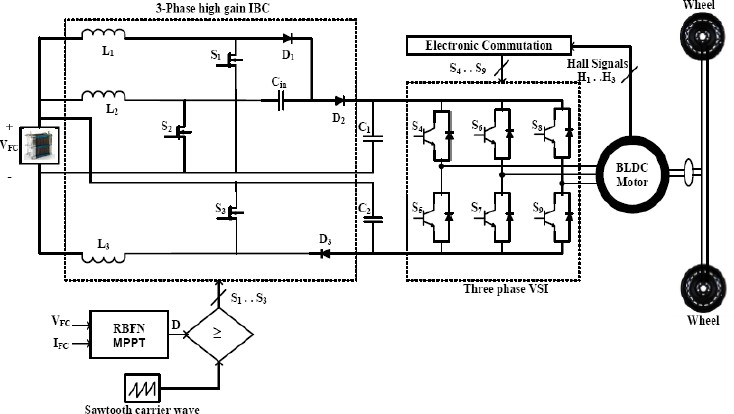 3-Phase high gain IBC
Wheel
L1
S1
D1
Electronic Commutation
S4 . . S9
Hall Signals
H1 . . H3
Cin
L2
D2
S2
C1
S4
S6
S8
+
VFC
-
BLDC
Motor
S3
C2
S5
S7
S9
L3
D3
Three phase VSI
S1 . . S3
VFC
IFC
RBFN
MPPT
D
≥
Wheel
Sawtooth carrier wave